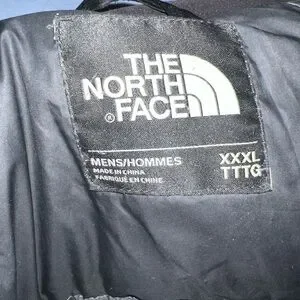 THE
NORTH
FACE
®
MENS/HOMMES XXXL
MADE IN CHINA TTTG
FABRIQUÉ EN CHINE